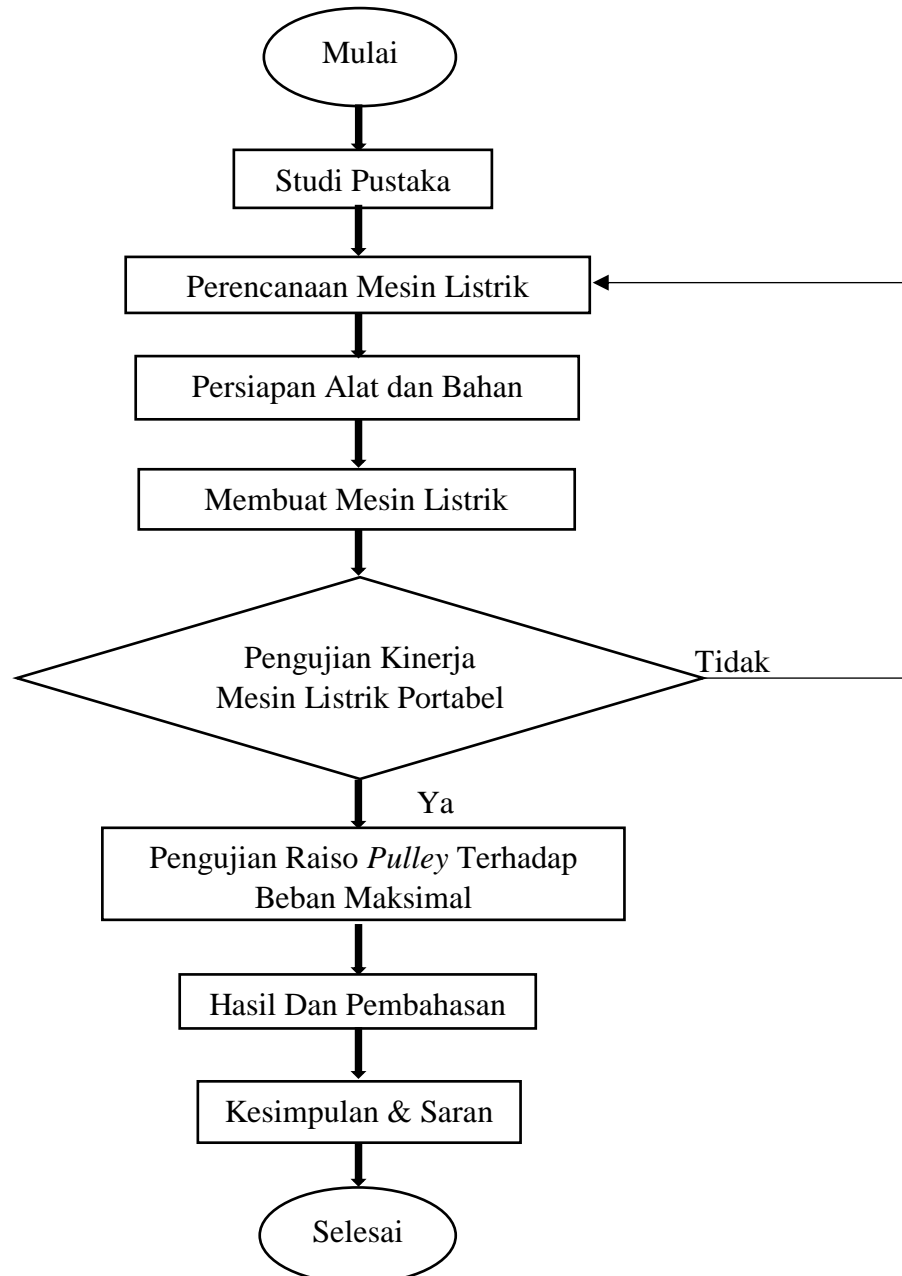 Mulai
Studi Pustaka
Perencanaan Mesin Listrik
Persiapan Alat dan Bahan
Membuat Mesin Listrik
Pengujian Kinerja
Mesin Listrik Portabel
Tidak
Ya
Pengujian Raiso Pulley Terhadap
Beban Maksimal
Hasil Dan Pembahasan
Kesimpulan & Saran
Selesai